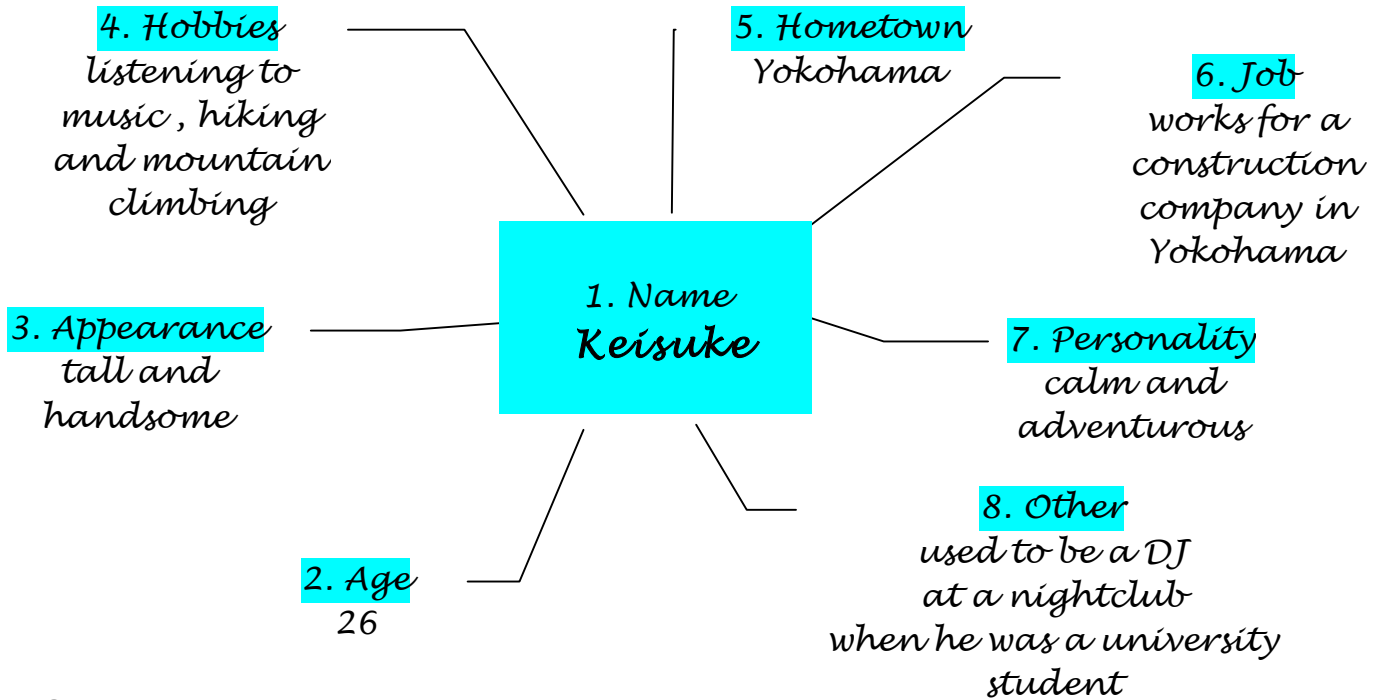 4. Hobbies
listening to
music , hiking
and mountain
climbing
5. Hometown
Yokohama
6. Job
works for a
construction
company in
Yokohama
1. Name
Keisuke
3. Appearance
tall and
handsome
7. Personality
calm and
adventurous
2. Age
26
8. Other
used to be a DJ
at a nightclub
when he was a university
student